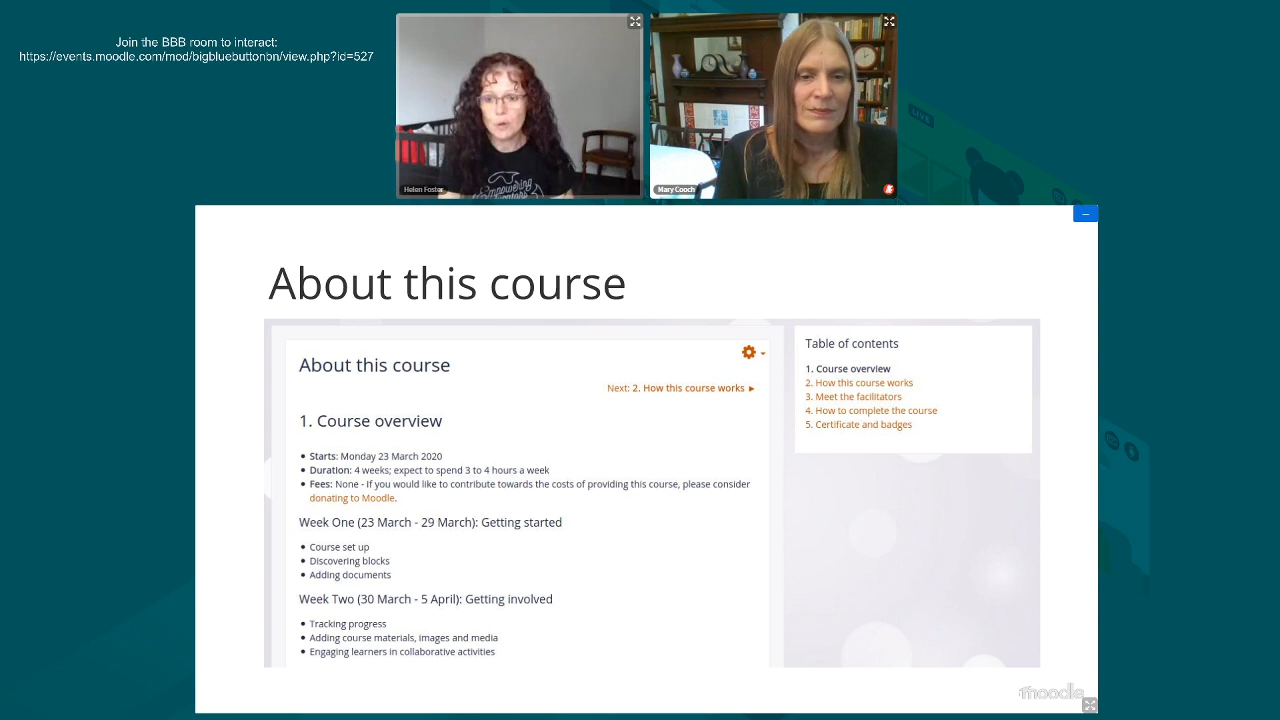 Join the BBB room to interact:
https://events.moodle.com/mod/bigbluebuttonbn/view.php?id=527
Helen Foster
Mary Cooch
Empowering
LIVE
About this course
About this course
Next: 2. How this course works ►
1. Course overview
• Starts: Monday 23 March 2020
• Duration: 4 weeks; expect to spend 3 to 4 hours a week
• Fees: None - If you would like to contribute towards the costs of providing this course, please consider
donating to Moodle.
Week One (23 March - 29 March): Getting started
• Course set up
• Discovering blocks
• Adding documents
Week Two (30 March - 5 April): Getting involved
• Tracking progress
• Adding course materials, images and media
• Engaging learners in collaborative activities
Table of contents
1. Course overview
2. How this course works
3. Meet the facilitators
4. How to complete the course
5. Certificate and badges
moodle